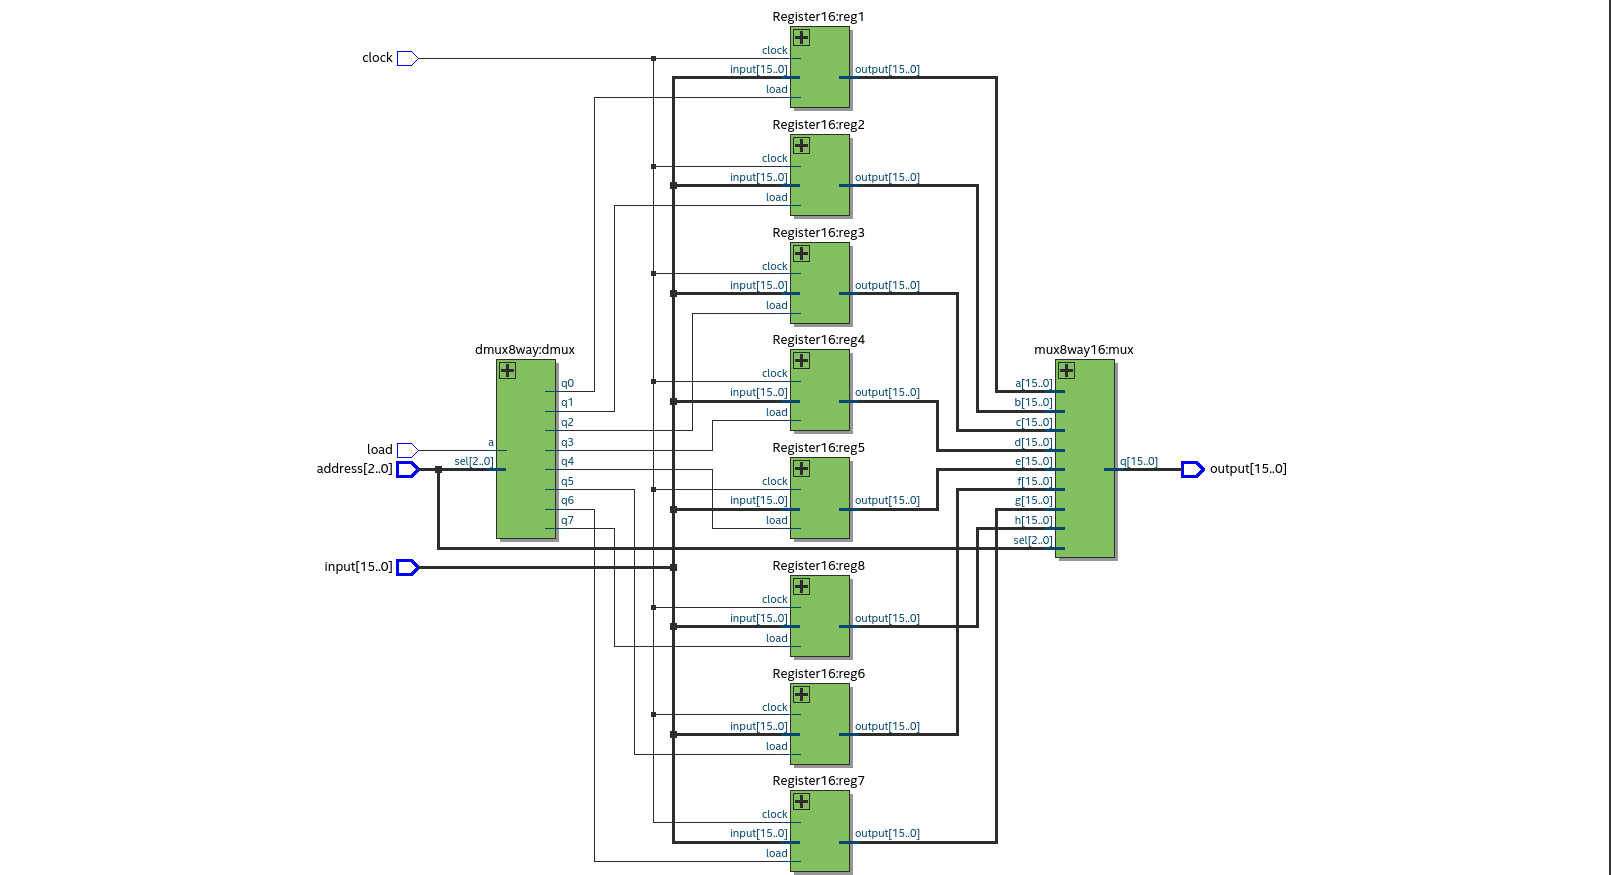 Register16:reg1
clock
clock
input[15..0]
output[15..0]
load
Register16:reg2
clock
input[15..0]
output[15..0]
load
Register16:reg3
clock
input[15..0]
output[15..0]
load
Register16:reg4
clock
input[15..0]
output[15..0]
load
Register16:reg5
clock
input[15..0]
output[15..0]
load
dmux8way:dmux
q0
q1
q2
q3
q4
q5
q6
q7
a
sel[2..0]
load
address[2..0]
input[15..0]
mux8way16:mux
a[15..0]
b[15..0]
c[15..0]
d[15..0]
e[15..0]
f[15..0]
g[15..0]
h[15..0]
sel[2..0]
q[15..0]
output[15..0]
Register16:reg8
clock
input[15..0]
output[15..0]
load
Register16:reg6
clock
input[15..0]
output[15..0]
load
Register16:reg7
clock
input[15..0]
output[15..0]
load